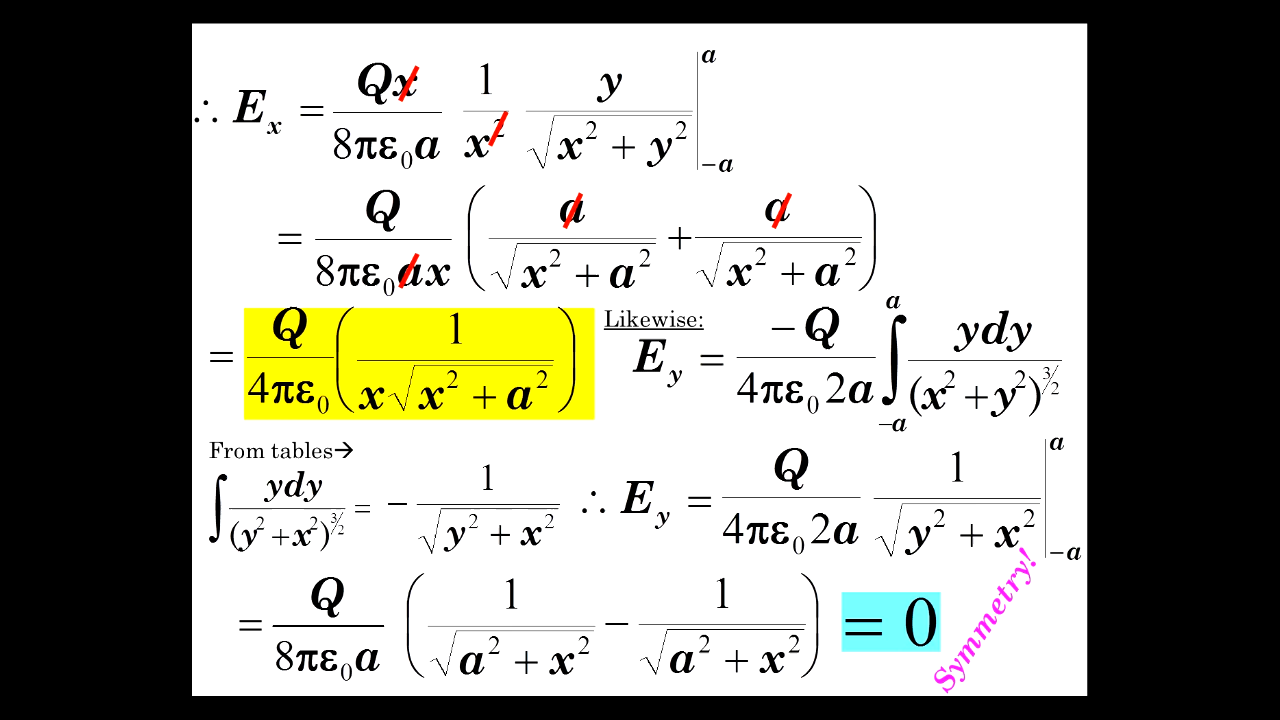 ∴ Eₓ = Qx/8πε₀a 1/x² y/√(x² + y²) |₋ₐᵃ
= Q/8πε₀ax (a/√(x² + a²) + a/√(x² + a²))
= Q/4πε₀ (1/x√(x² + a²))
Likewise:
E_y = −Q/4πε₀2a ∫₋ₐᵃ ydy/(x² + y²)^3/2
From tables→
∫ ydy/(y² + x²)^3/2 = − 1/√(y² + x²)
∴ E_y = Q/4πε₀2a 1/√(y² + x²) |₋ₐᵃ
= Q/8πε₀a (1/√(a² + x²) − 1/√(a² + x²)) = 0
Symmetry!